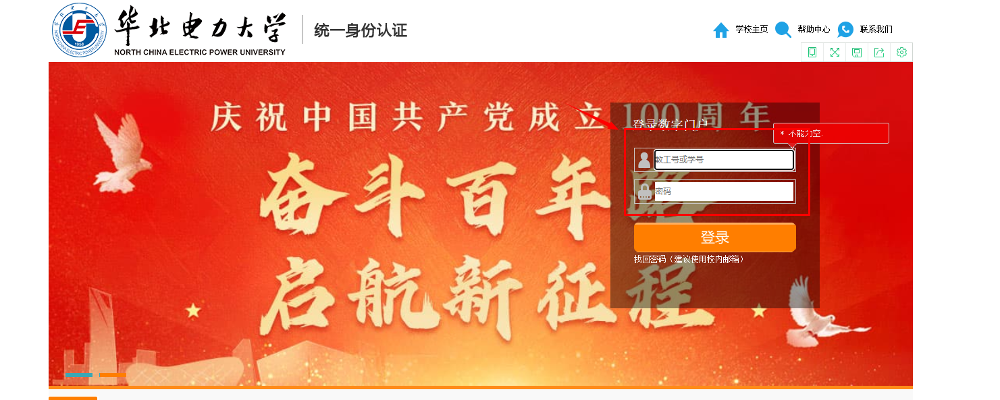 华北电力大学
NORTH CHINA ELECTRIC POWER UNIVERSITY
1958
统一身份认证
学校主页
帮助中心
联系我们
庆祝中国共产党成立100周年
奋斗百年路
启航新征程
登录数字门户
* 不能为空.
教工号或学号
密码
登录
找回密码（建议使用校内邮箱）